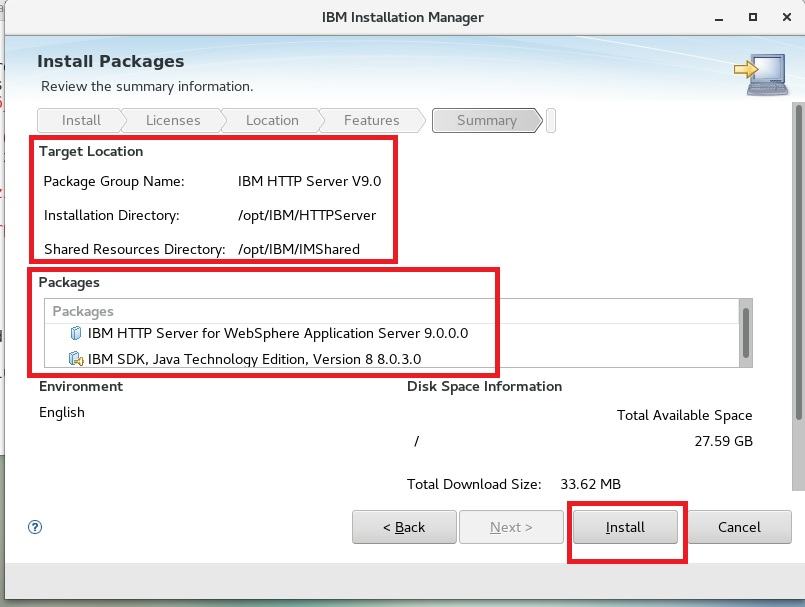 IBM Installation Manager
Install Packages
Review the summary information.
Install Licenses Location Features Summary
Target Location
Package Group Name: IBM HTTP Server V9.0
Installation Directory: /opt/IBM/HTTPServer
Shared Resources Directory: /opt/IBM/IMShared
Packages
Packages
IBM HTTP Server for WebSphere Application Server 9.0.0.0
IBM SDK, Java Technology Edition, Version 8 8.0.3.0
Environment Disk Space Information
English
Total Available Space
/ 27.59 GB
Total Download Size: 33.62 MB
? < Back Next > Install Cancel